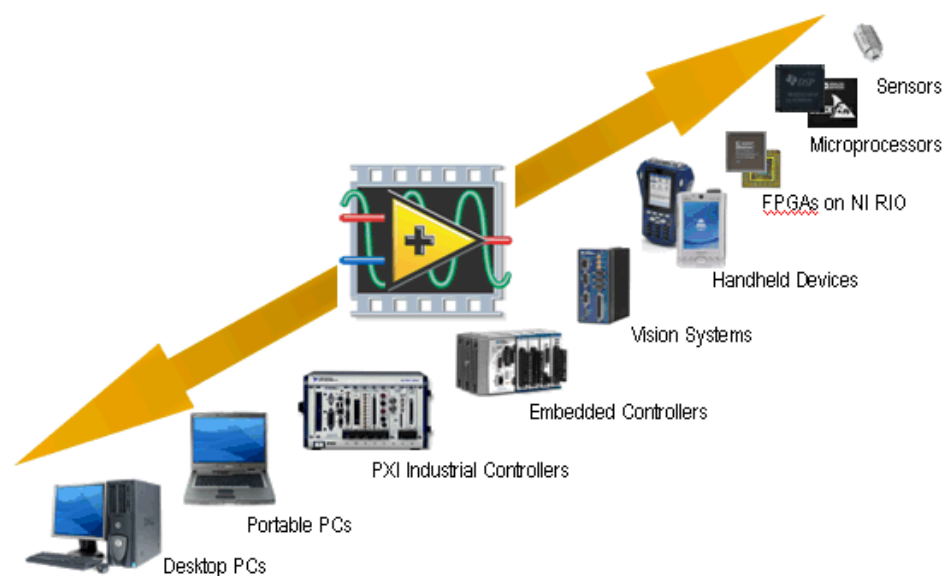 Sensors
Microprocessors
FPGAs on NI RIO
Handheld Devices
Vision Systems
Embedded Controllers
PXI Industrial Controllers
Portable PCs
Desktop PCs
DSP